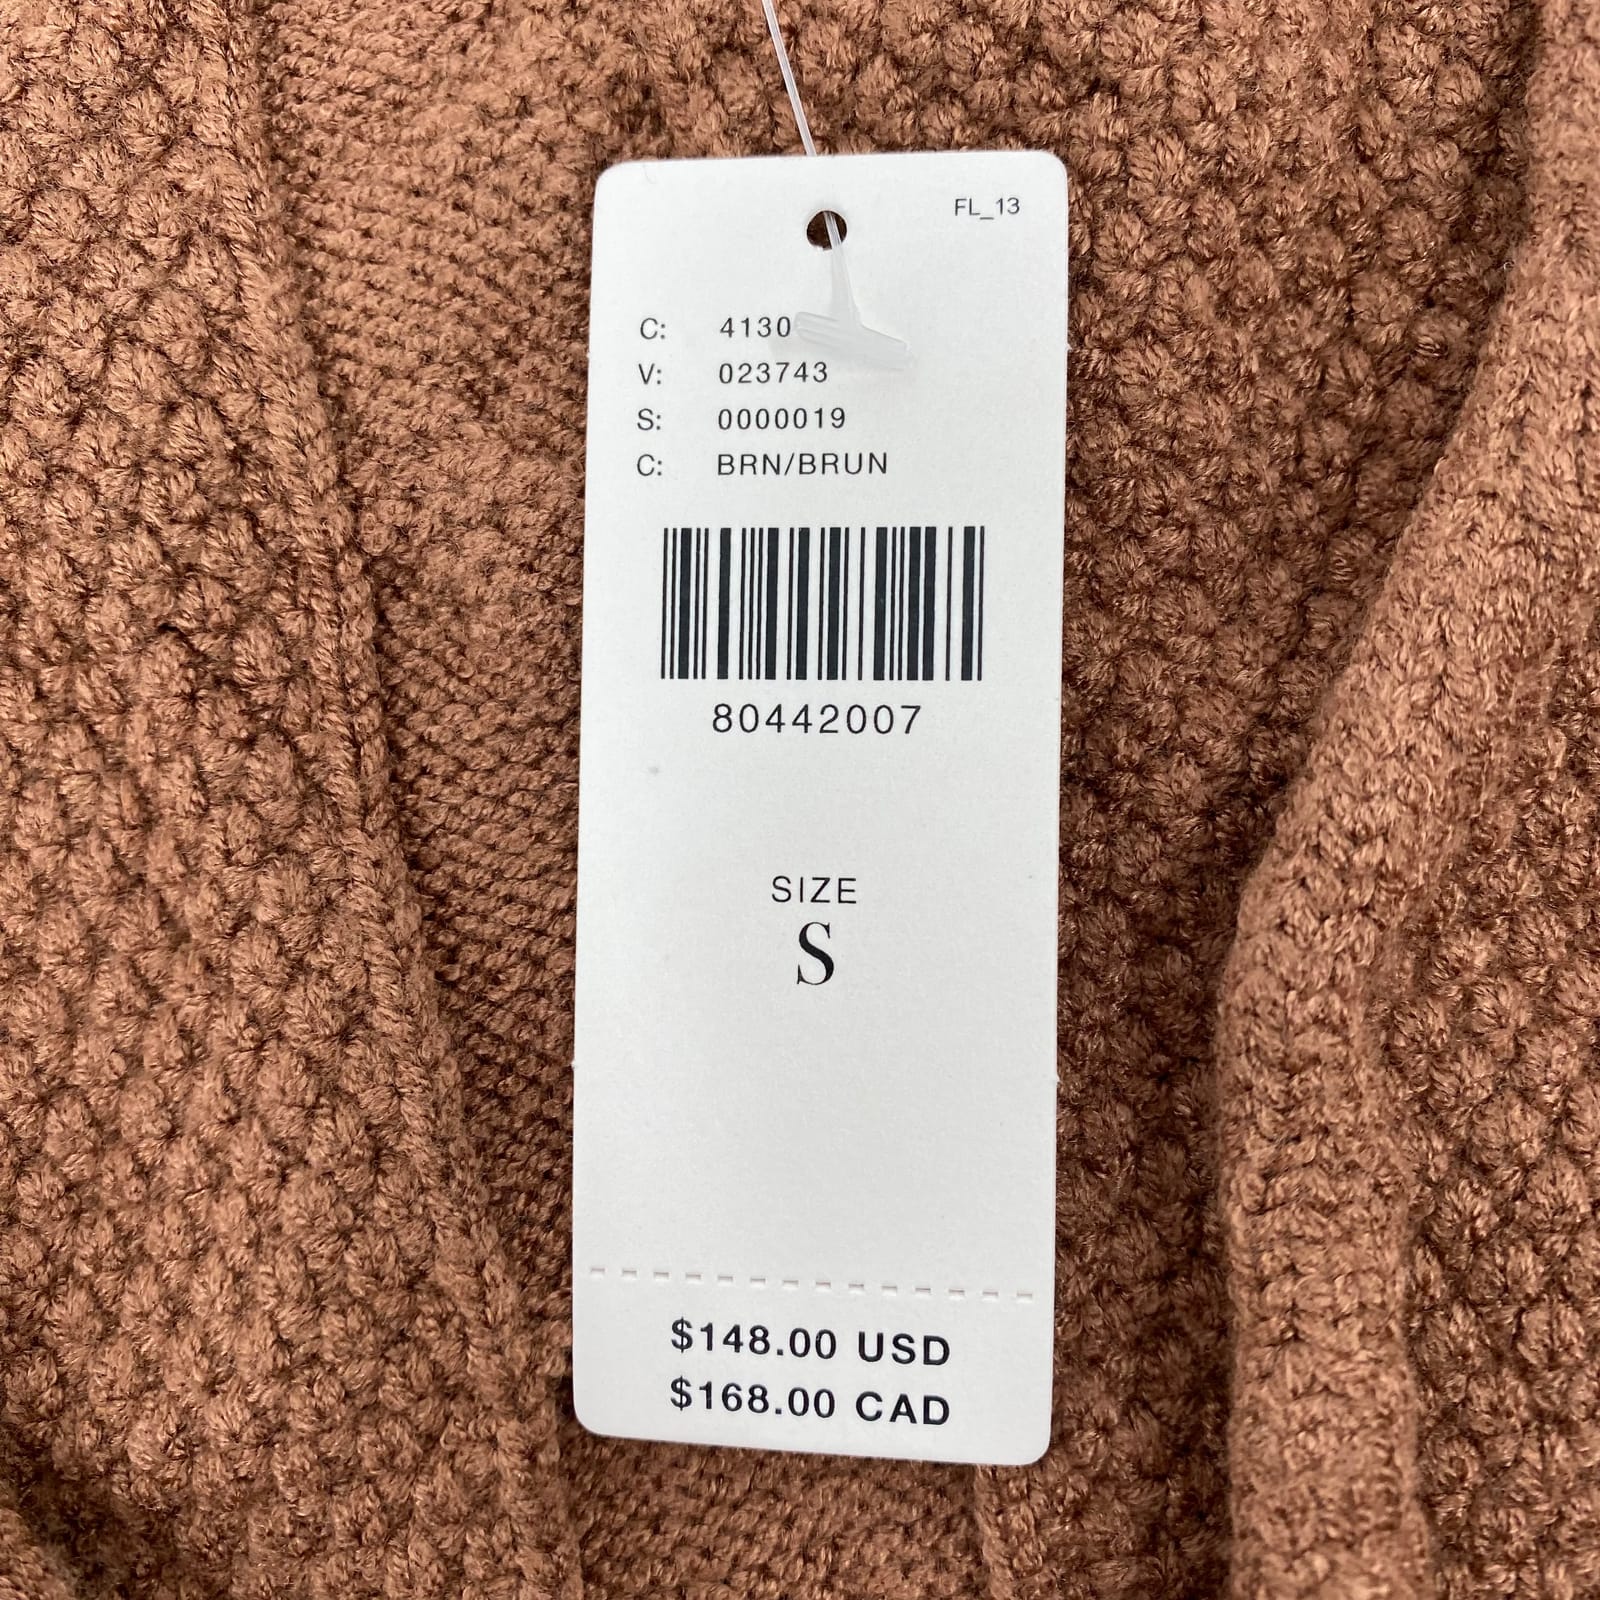 FL_13
C: 4130
V: 023743
S: 0000019
C: BRN/BRUN
80442007
SIZE
S
$148.00 USD
$168.00 CAD